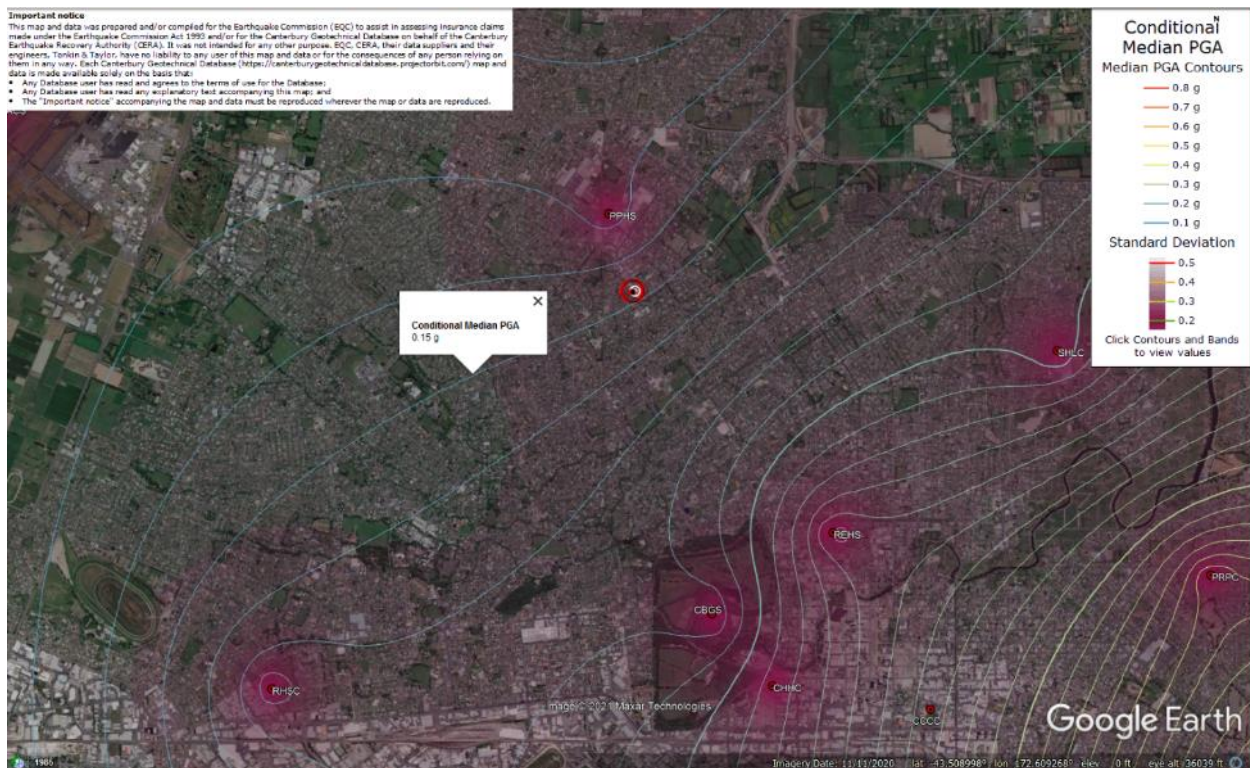 Important notice
This map and data was prepared and/or compiled for the Earthquake Commission (EQC) to assist in assessing insurance claims
made under the Earthquake Commission Act 1993 and/or for the Canterbury Geotechnical Database on behalf of the Canterbury
Earthquake Recovery Authority (CERA). It was not intended for any other purpose. EQC, CERA, their data suppliers and their
engineers, Tonkin & Taylor, have no liability to any user of this map and data or for the consequences of any person relying on
them in any way. Each Canterbury Geotechnical Database (https://canterburygeotechnicaldatabase.projectorbit.com/) map and
data is made available solely on the basis that:
• Any Database user has read and agrees to the terms of use for the Database;
• Any Database user has read any explanatory text accompanying this map; and
• The "Important notice" accompanying the map and data must be reproduced wherever the map or data are reproduced.
N
Conditional
Median PGA
Median PGA Contours
0.8 g
0.7 g
0.6 g
0.5 g
0.4 g
0.3 g
0.2 g
0.1 g
Standard Deviation
0.5
0.4
0.3
0.2
Click Contours and Bands
to view values
PPHS
Conditional Median PGA
0.15 g
SHLC
REHS
PRPC
CBGS
RHSC
CHHC
CCCC
Image © 2021 Maxar Technologies
Google Earth
1986
Imagery Date: 11/11/2020 lat -43.508998° lon 172.609268° elev 0 ft eye alt 36039 ft